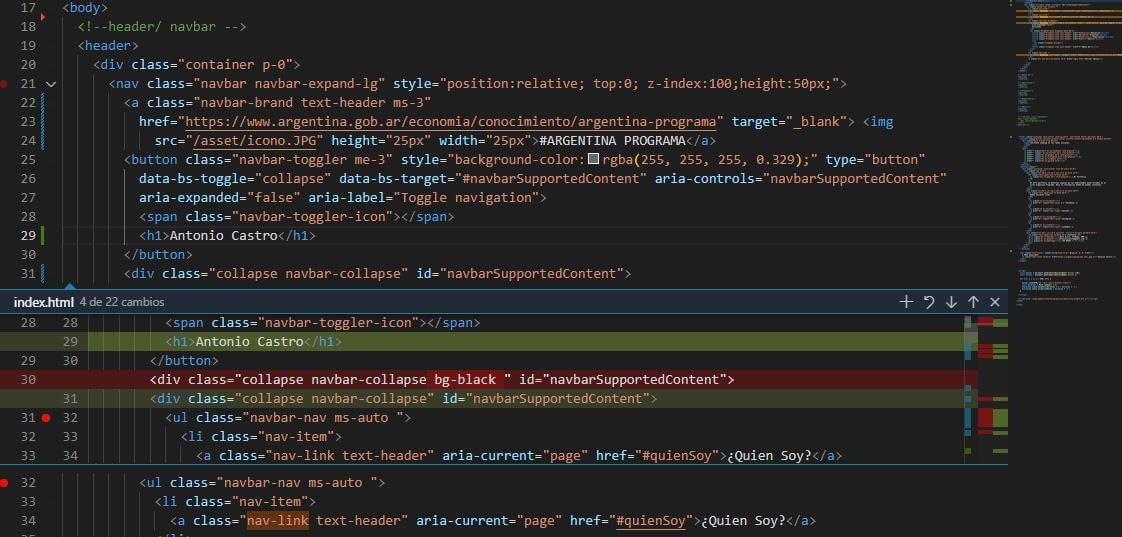 17 <body>
18 <!--header/ navbar -->
19 <header>
20 <div class="container p-0">
21 <nav class="navbar navbar-expand-lg" style="position:relative; top:0; z-index:100;height:50px;">
22 <a class="navbar-brand text-header ms-3"
23 href="https://www.argentina.gob.ar/economia/conocimiento/argentina-programa" target="_blank"> <img
24 src="/asset/icono.JPG" height="25px" width="25px">#ARGENTINA PROGRAMA</a>
25 <button class="navbar-toggler me-3" style="background-color:rgba(255, 255, 255, 0.329);" type="button"
26 data-bs-toggle="collapse" data-bs-target="#navbarSupportedContent" aria-controls="navbarSupportedContent"
27 aria-expanded="false" aria-label="Toggle navigation">
28 <span class="navbar-toggler-icon"></span>
29 <h1>Antonio Castro</h1>
30 </button>
31 <div class="collapse navbar-collapse" id="navbarSupportedContent">
index.html 4 de 22 cambios
28 28 <span class="navbar-toggler-icon"></span>
29 <h1>Antonio Castro</h1>
29 30 </button>
30 <div class="collapse navbar-collapse bg-black " id="navbarSupportedContent">
31 <div class="collapse navbar-collapse" id="navbarSupportedContent">
31 32 <ul class="navbar-nav ms-auto ">
32 33 <li class="nav-item">
33 34 <a class="nav-link text-header" aria-current="page" href="#quienSoy">¿Quien Soy?</a>
32 <ul class="navbar-nav ms-auto ">
33 <li class="nav-item">
34 <a class="nav-link text-header" aria-current="page" href="#quienSoy">¿Quien Soy?</a>